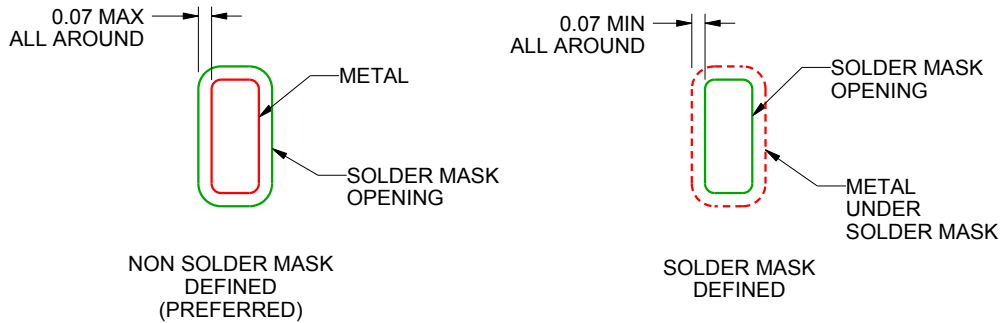 0.07 MAX
ALL AROUND
METAL
SOLDER MASK
OPENING
NON SOLDER MASK
DEFINED
(PREFERRED)
0.07 MIN
ALL AROUND
SOLDER MASK
OPENING
METAL
UNDER
SOLDER MASK
SOLDER MASK
DEFINED